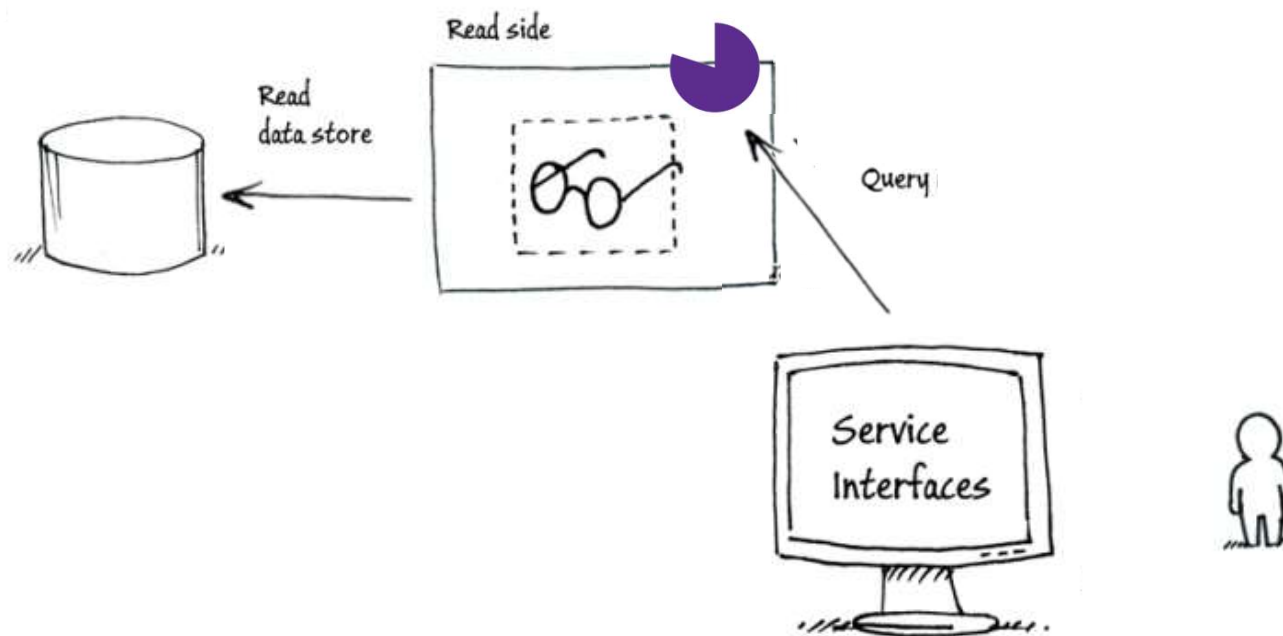 Read side
Read
data store
Query
Service
Interfaces